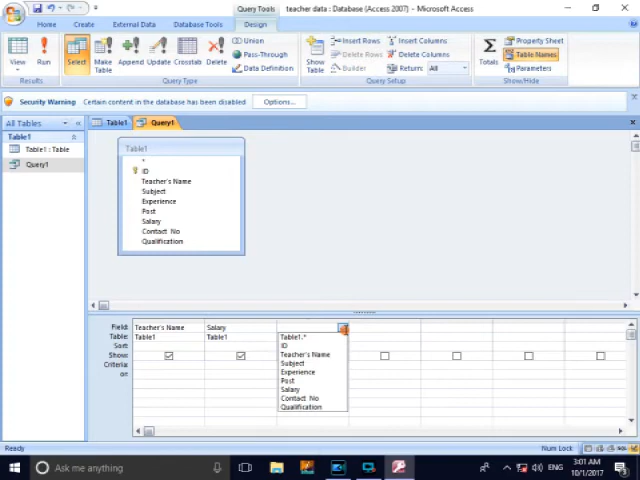 Query Tools
teacher data : Database (Access 2007) - Microsoft Access
Home
Create
External Data
Database Tools
Design
View
Run
Select
Make Table
Append
Update
Crosstab
Delete
Union
Pass-Through
Data Definition
Show Table
Insert Rows
Delete Rows
Builder
Insert Columns
Delete Columns
Return:
All
Totals
Property Sheet
Table Names
Parameters
Results
Query Type
Query Setup
Show/Hide
Security Warning
Certain content in the database has been disabled
Options...
All Tables
Table1
Table1 : Table
Query1
Table1
Query1
Table1
*
ID
Teacher's Name
Subject
Experience
Post
Salary
Contact No
Qualification
Field:
Teacher's Name
Salary
Table:
Table1
Table1
Sort:
Show:
Criteria:
or:
Table1.*
ID
Teacher's Name
Subject
Experience
Post
Salary
Contact No
Qualification
Ready
Num Lock
Ask me anything
ENG
3:01 AM
10/1/2017
3